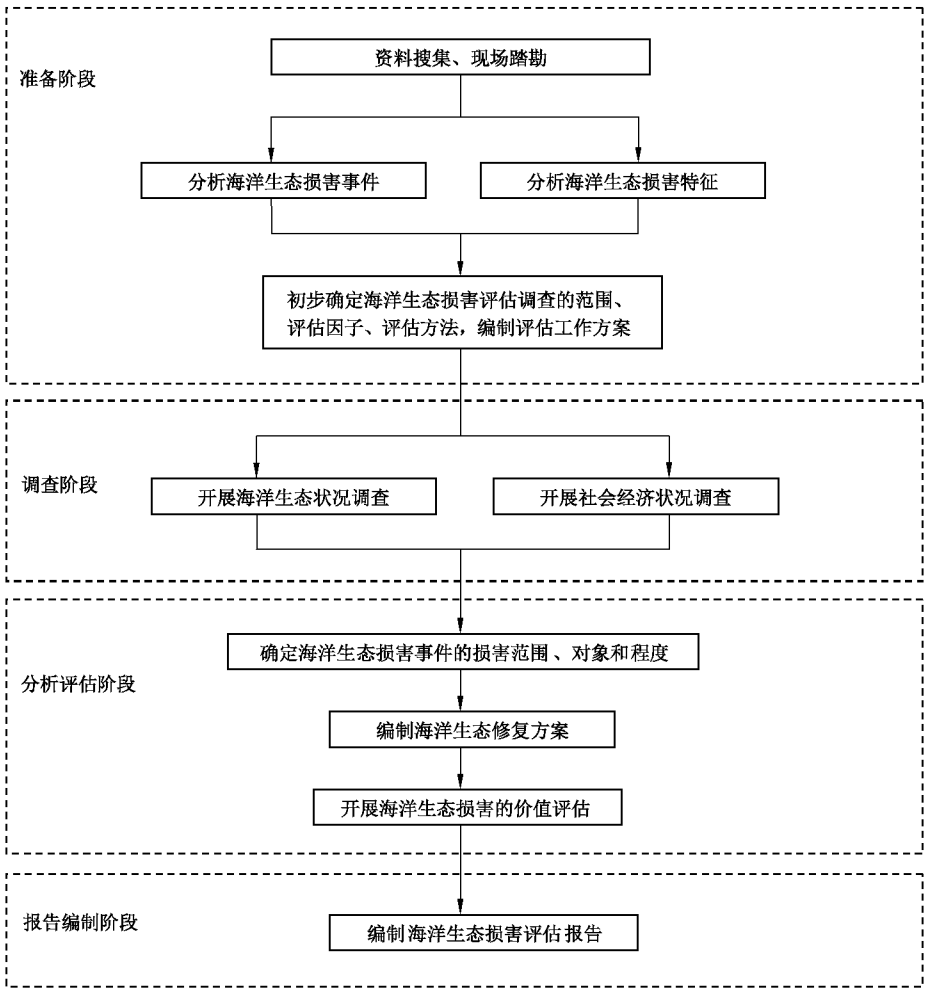 资料搜集、现场踏勘
准备阶段
分析海洋生态损害事件
分析海洋生态损害特征
初步确定海洋生态损害评估调查的范围、
评估因子、评估方法，编制评估工作方案
调查阶段
开展海洋生态状况调查
开展社会经济状况调查
确定海洋生态损害事件的损害范围、对象和程度
分析评估阶段
编制海洋生态修复方案
开展海洋生态损害的价值评估
报告编制阶段
编制海洋生态损害评估报告